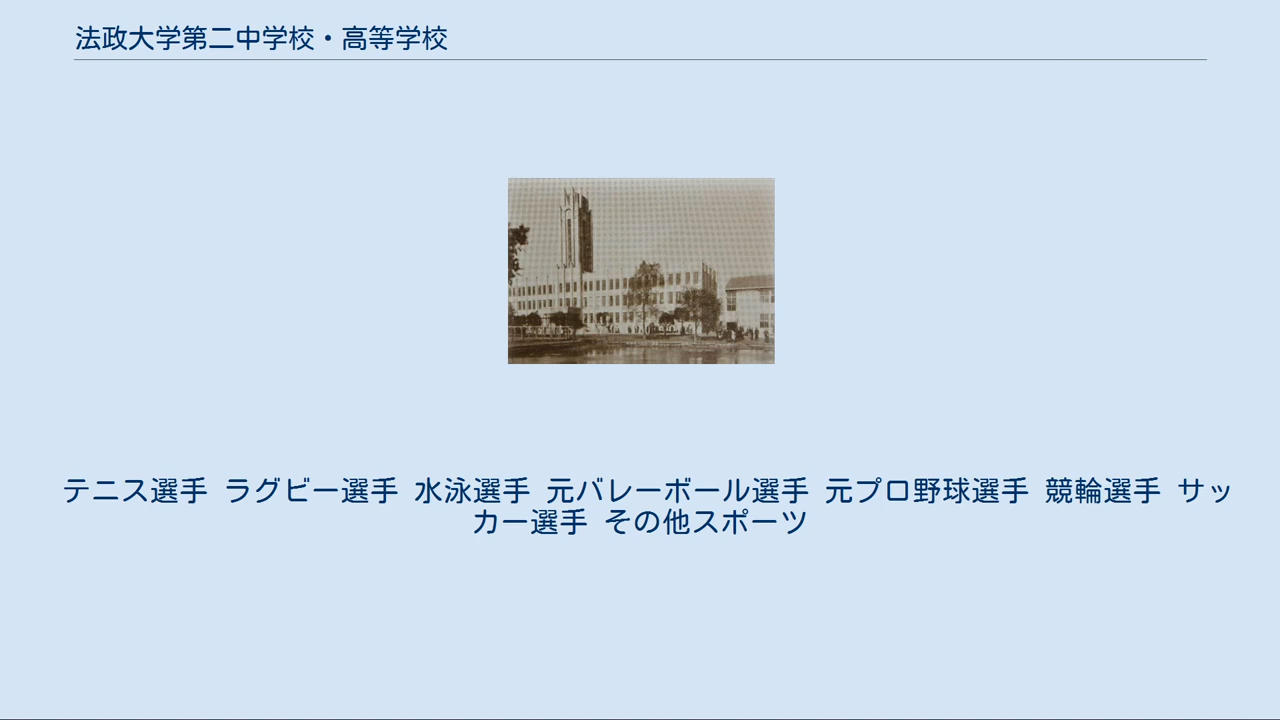 法政大学第二中学校・高等学校
テニス選手 ラグビー選手 水泳選手 元バレーボール選手 元プロ野球選手 競輪選手 サッ
カー選手 その他スポーツ